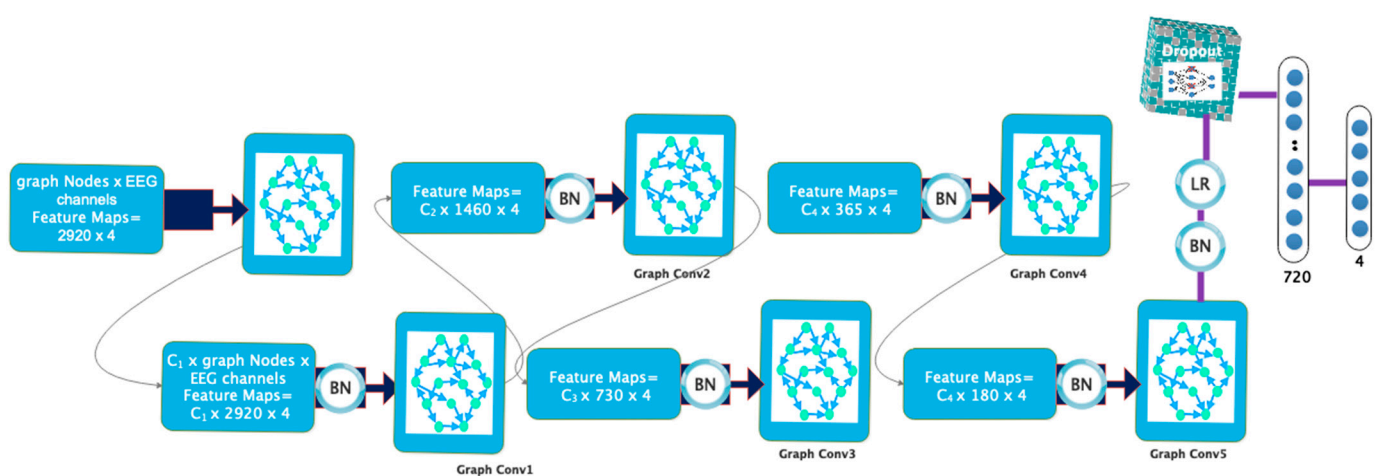 graph Nodes x EEG
channels
Feature Maps=
2920 x 4
C₁ x graph Nodes x
EEG channels
Feature Maps=
C₁ x 2920 x 4
BN
Graph Conv1
Feature Maps=
C₂ x 1460 x 4
BN
Graph Conv2
Feature Maps=
C₃ x 730 x 4
BN
Graph Conv3
Feature Maps=
C₄ x 365 x 4
BN
Graph Conv4
Feature Maps=
C₄ x 180 x 4
BN
Graph Conv5
BN
LR
Dropout
720
4